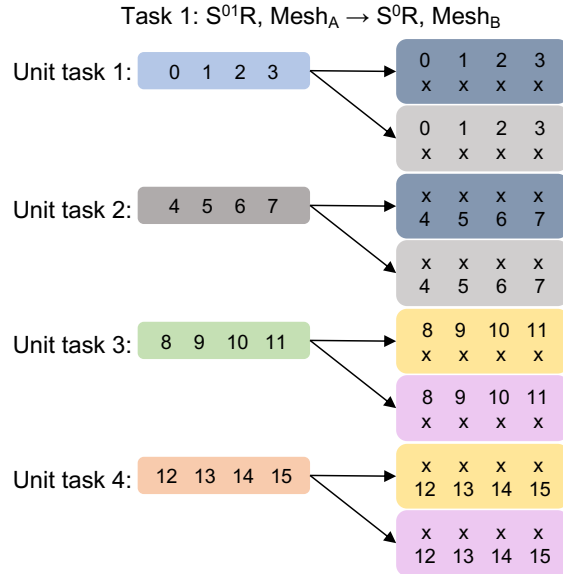 Task 1: S⁰¹R, Mesh_A → S⁰R, Mesh_B
Unit task 1:
0 1 2 3
0 1 2 3
x x x x
0 1 2 3
x x x x
Unit task 2:
4 5 6 7
x x x x
4 5 6 7
x x x x
4 5 6 7
Unit task 3:
8 9 10 11
8 9 10 11
x x x x
8 9 10 11
x x x x
Unit task 4:
12 13 14 15
x x x x
12 13 14 15
x x x x
12 13 14 15